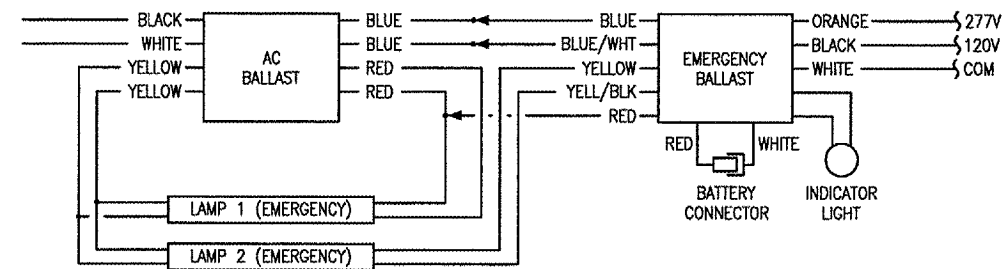 BLACK
WHITE
YELLOW
YELLOW
AC
BALLAST
BLUE
BLUE
RED
RED
BLUE
BLUE/WHT
YELLOW
YELL/BLK
RED
EMERGENCY
BALLAST
ORANGE
BLACK
WHITE
277V
120V
COM
RED
WHITE
BATTERY
CONNECTOR
INDICATOR
LIGHT
LAMP 1 (EMERGENCY)
LAMP 2 (EMERGENCY)